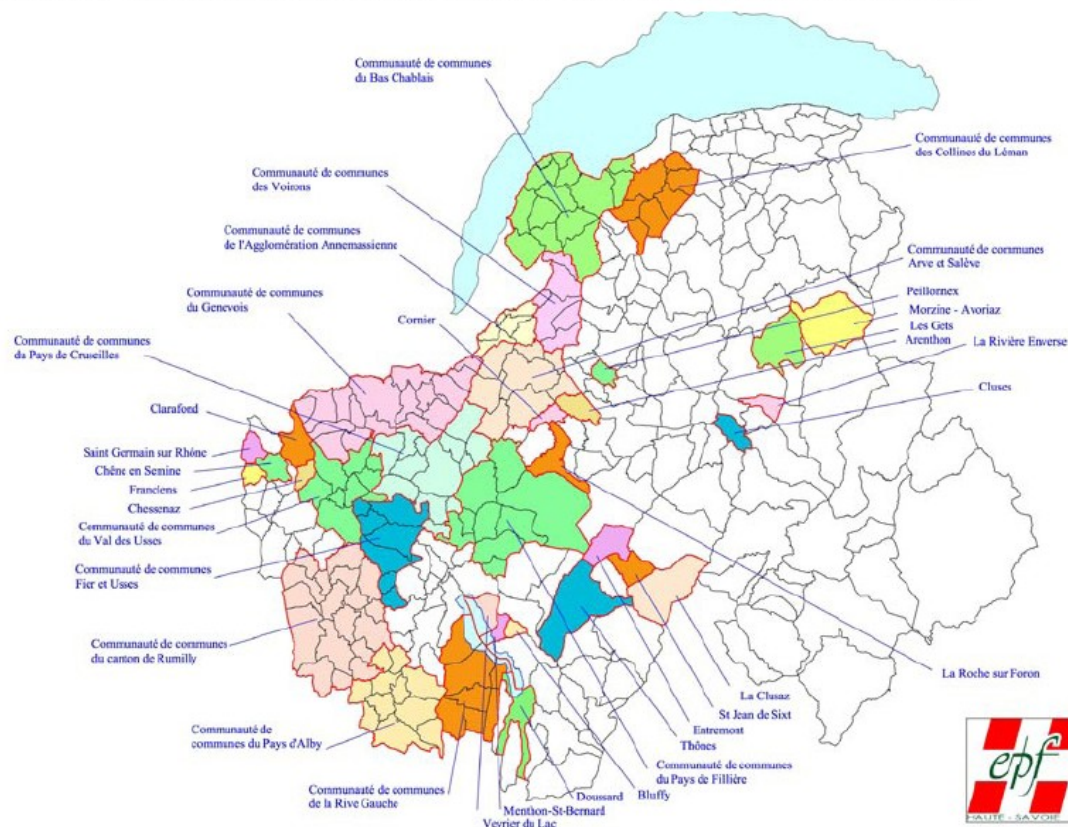 Communauté de communes
du Bas Chablais
Communauté de communes
des Collines du Léman
Communauté de communes
des Voirons
Communauté de communes
de l'Agglomération Annemassienne
Communauté de communes
Arve et Salève
Communauté de communes
du Genevois
Peillornex
Cornier
Morzine - Avoriaz
Les Gets
Arenthon
La Rivière Enverse
Communauté de communes
du Pays de Cruseilles
Cluses
Clarafond
Saint Germain sur Rhône
Chêne en Semine
Franciens
Chessenaz
Communauté de communes
du Val des Usses
Communauté de communes
Fier et Usses
Communauté de communes
du canton de Rumilly
La Roche sur Foron
La Clusaz
St Jean de Sixt
Entremont
Thônes
Communauté de
communes du Pays d'Alby
Communauté de communes
du Pays de Fillière
Communauté de communes
de la Rive Gauche
Doussard
Bluffy
Menthon-St-Bernard
Veyrier du Lac
epf
HAUTE - SAVOIE